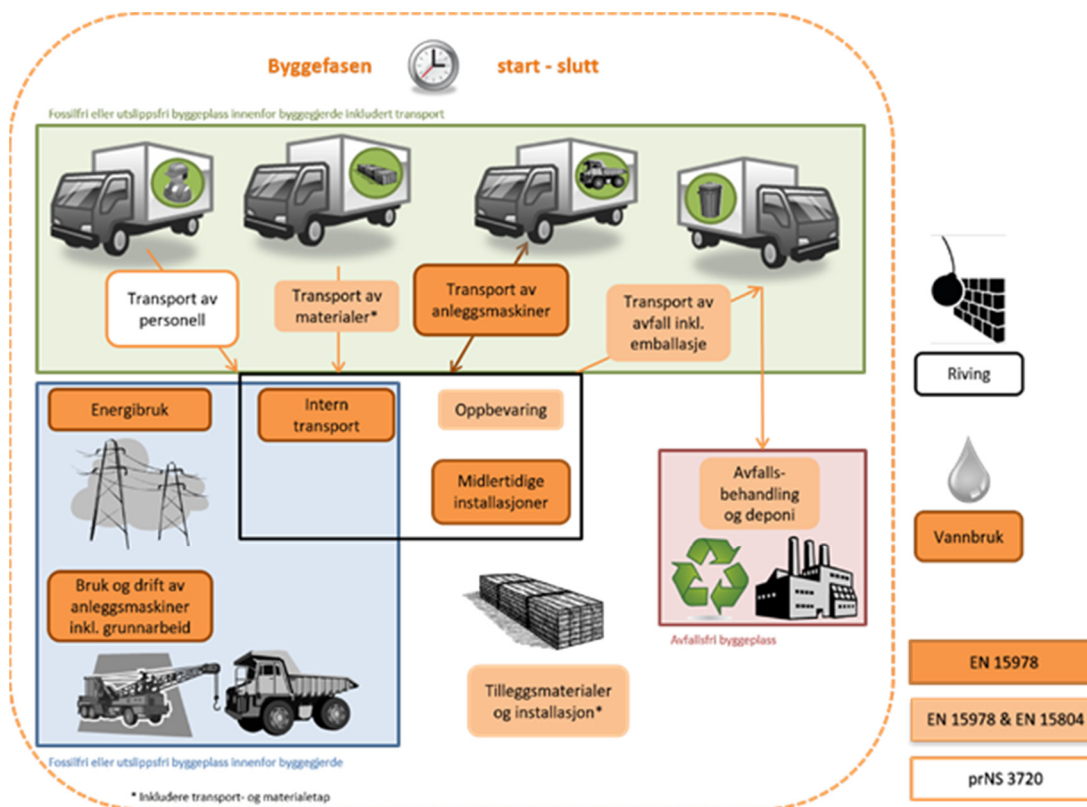 Byggefasen start - slutt
Fossilfri eller utslippsfri byggeplass innenfor byggegjerde inkludert transport
Transport av
personell
Transport av
materialer*
Transport av
anleggsmaskiner
Transport av
avfall inkl.
emballasje
Riving
Energibruk
Intern
transport
Oppbevaring
Midlertidige
installasjoner
Avfalls-
behandling
og deponi
Vannbruk
Bruk og drift av
anleggsmaskiner
inkl. grunnarbeid
Avfallsfri byggeplass
Tilleggsmaterialer
og installasjon*
EN 15978
EN 15978 & EN 15804
prNS 3720
Fossilfri eller utslippsfri byggeplass innenfor byggegjerde
* Inkludere transport- og materialetap